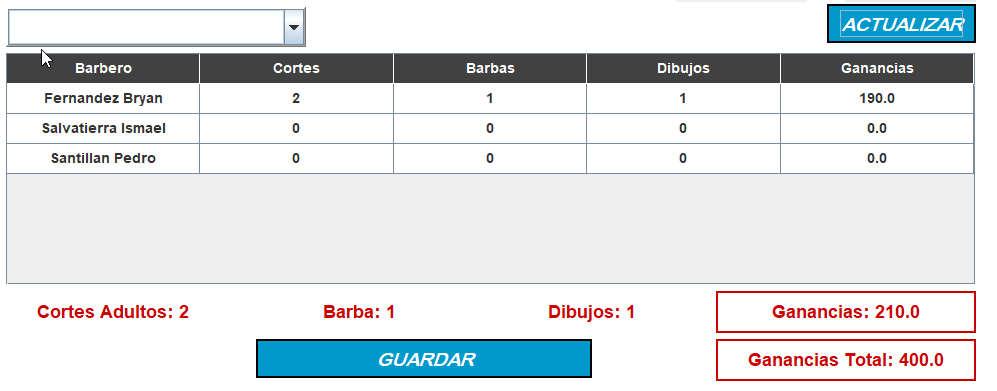 ACTUALIZAR
Barbero Cortes Barbas Dibujos Ganancias
Fernandez Bryan 2 1 1 190.0
Salvatierra Ismael 0 0 0 0.0
Santillan Pedro 0 0 0 0.0
Cortes Adultos: 2 Barba: 1 Dibujos: 1 Ganancias: 210.0
GUARDAR Ganancias Total: 400.0